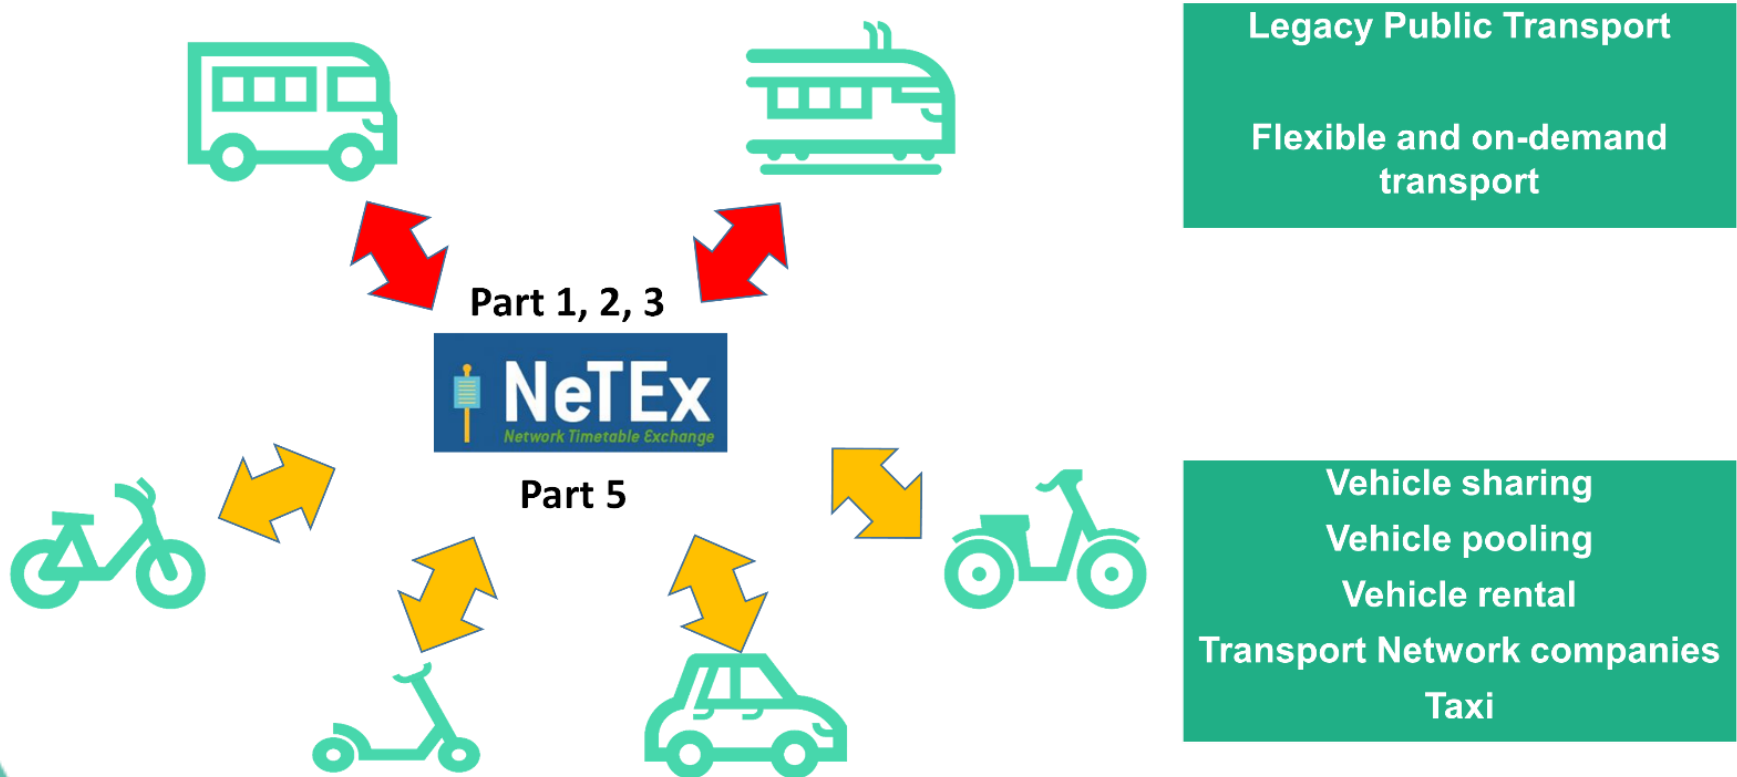 Legacy Public Transport
Flexible and on-demand
transport
Part 1, 2, 3
NeTEx
Network Timetable Exchange
Part 5
Vehicle sharing
Vehicle pooling
Vehicle rental
Transport Network companies
Taxi